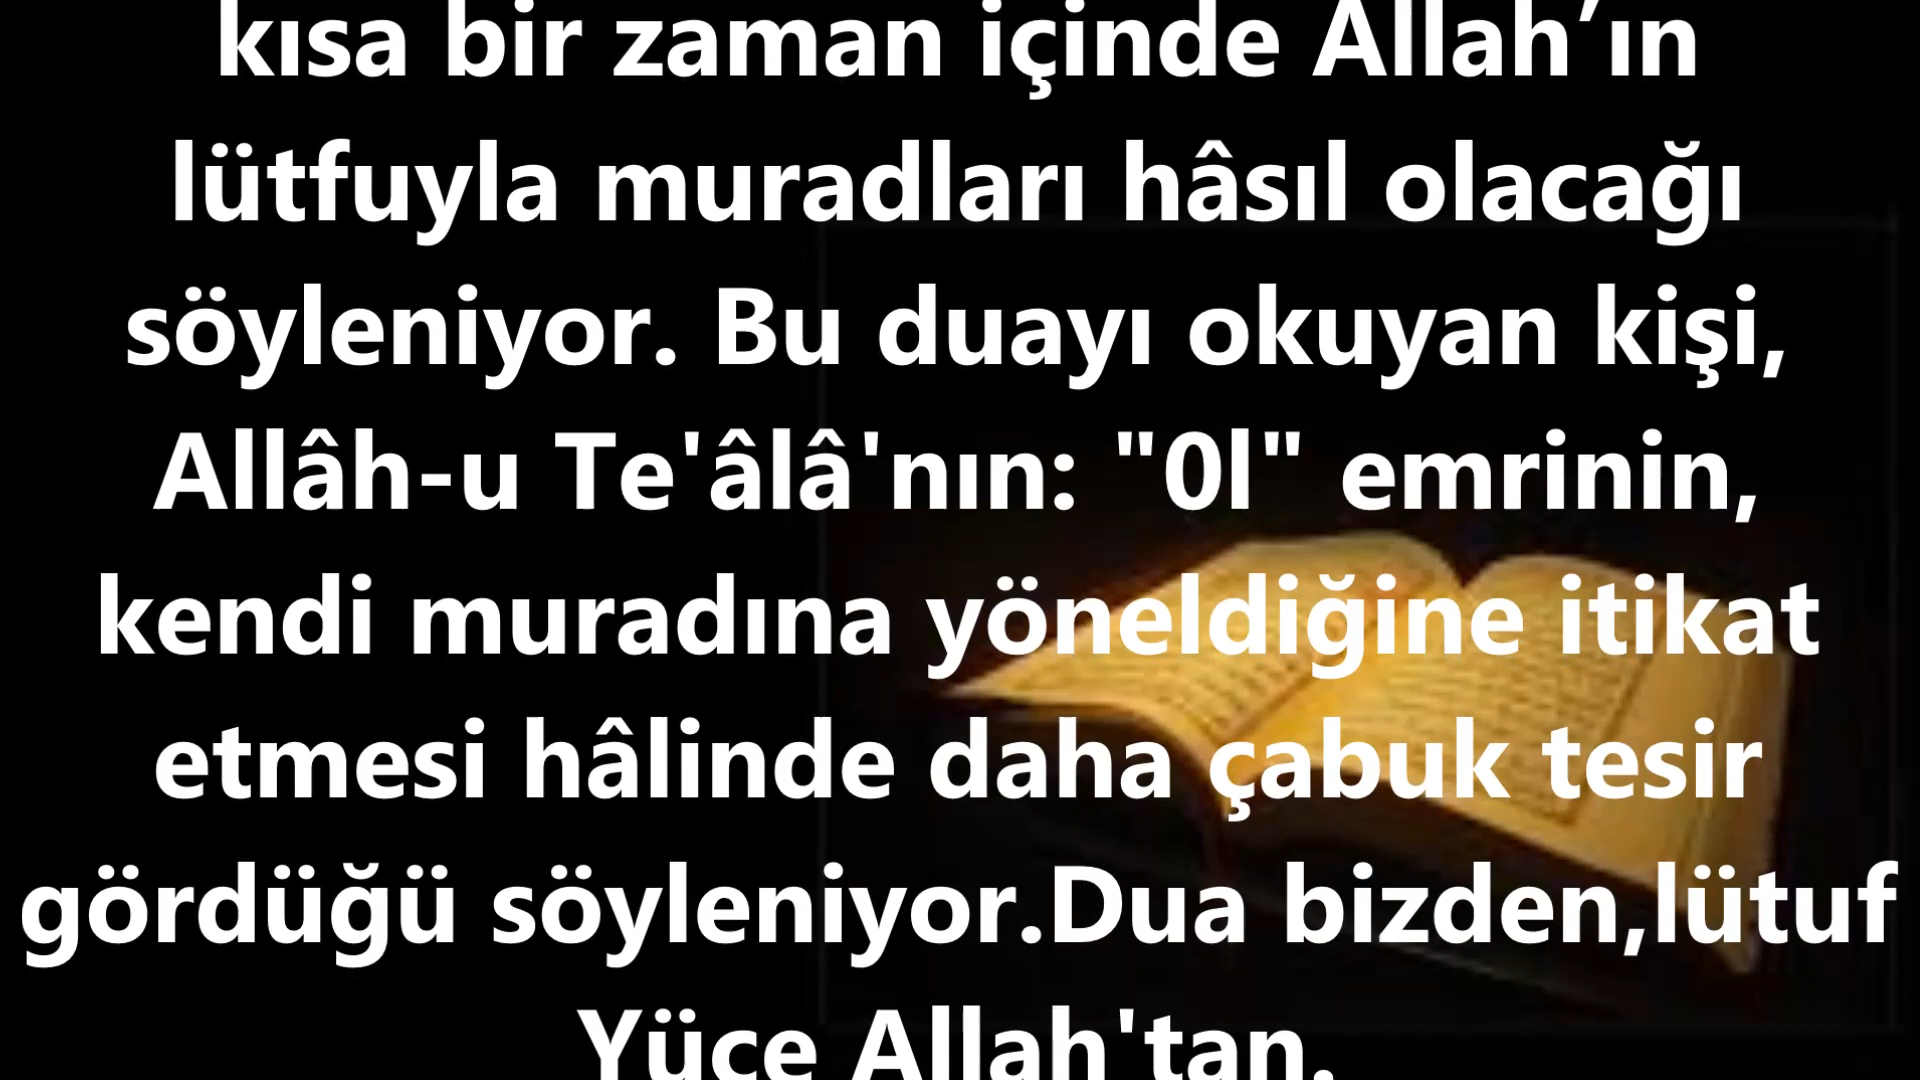 kısa bir zaman içinde Allah’ın
lütfuyla muradları hâsıl olacağı
söyleniyor. Bu duayı okuyan kişi,
Allâh-u Te'âlâ'nın: "0l" emrinin,
kendi muradına yöneldiğine itikat
etmesi hâlinde daha çabuk tesir
gördüğü söyleniyor.Dua bizden,lütuf
Yüce Allah'tan.